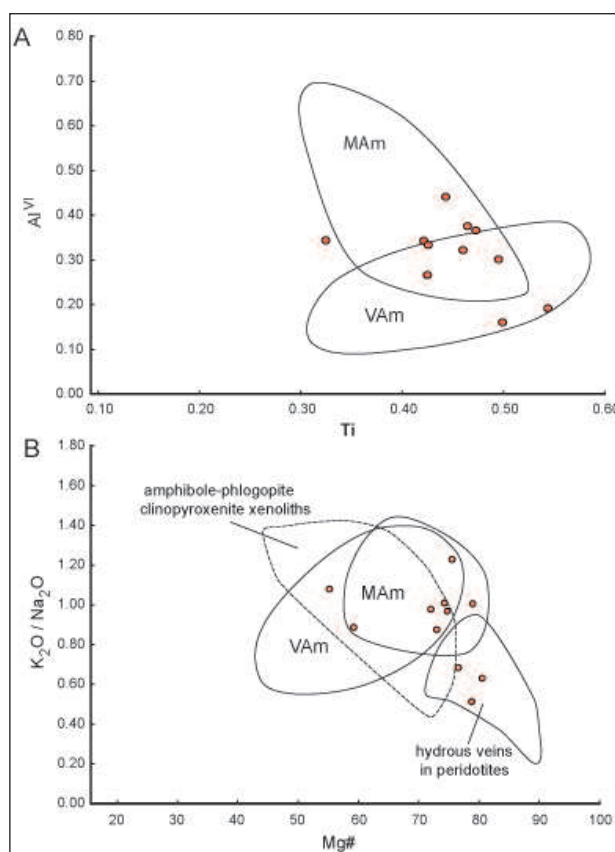 A
0.80
0.70
0.60
0.50
0.40
0.30
0.20
0.10
0.00
Al^VI
MAm
VAm
0.10 0.30 0.40 0.50 0.60
Ti
B
1.80
1.60
1.40
1.20
1.00
0.80
0.60
0.40
0.20
0.00
K₂O / Na₂O
amphibole-phlogopite
clinopyroxenite xenoliths
MAm
VAm
hydrous veins
in peridotites
20 30 40 50 60 70 80 90 100
Mg#